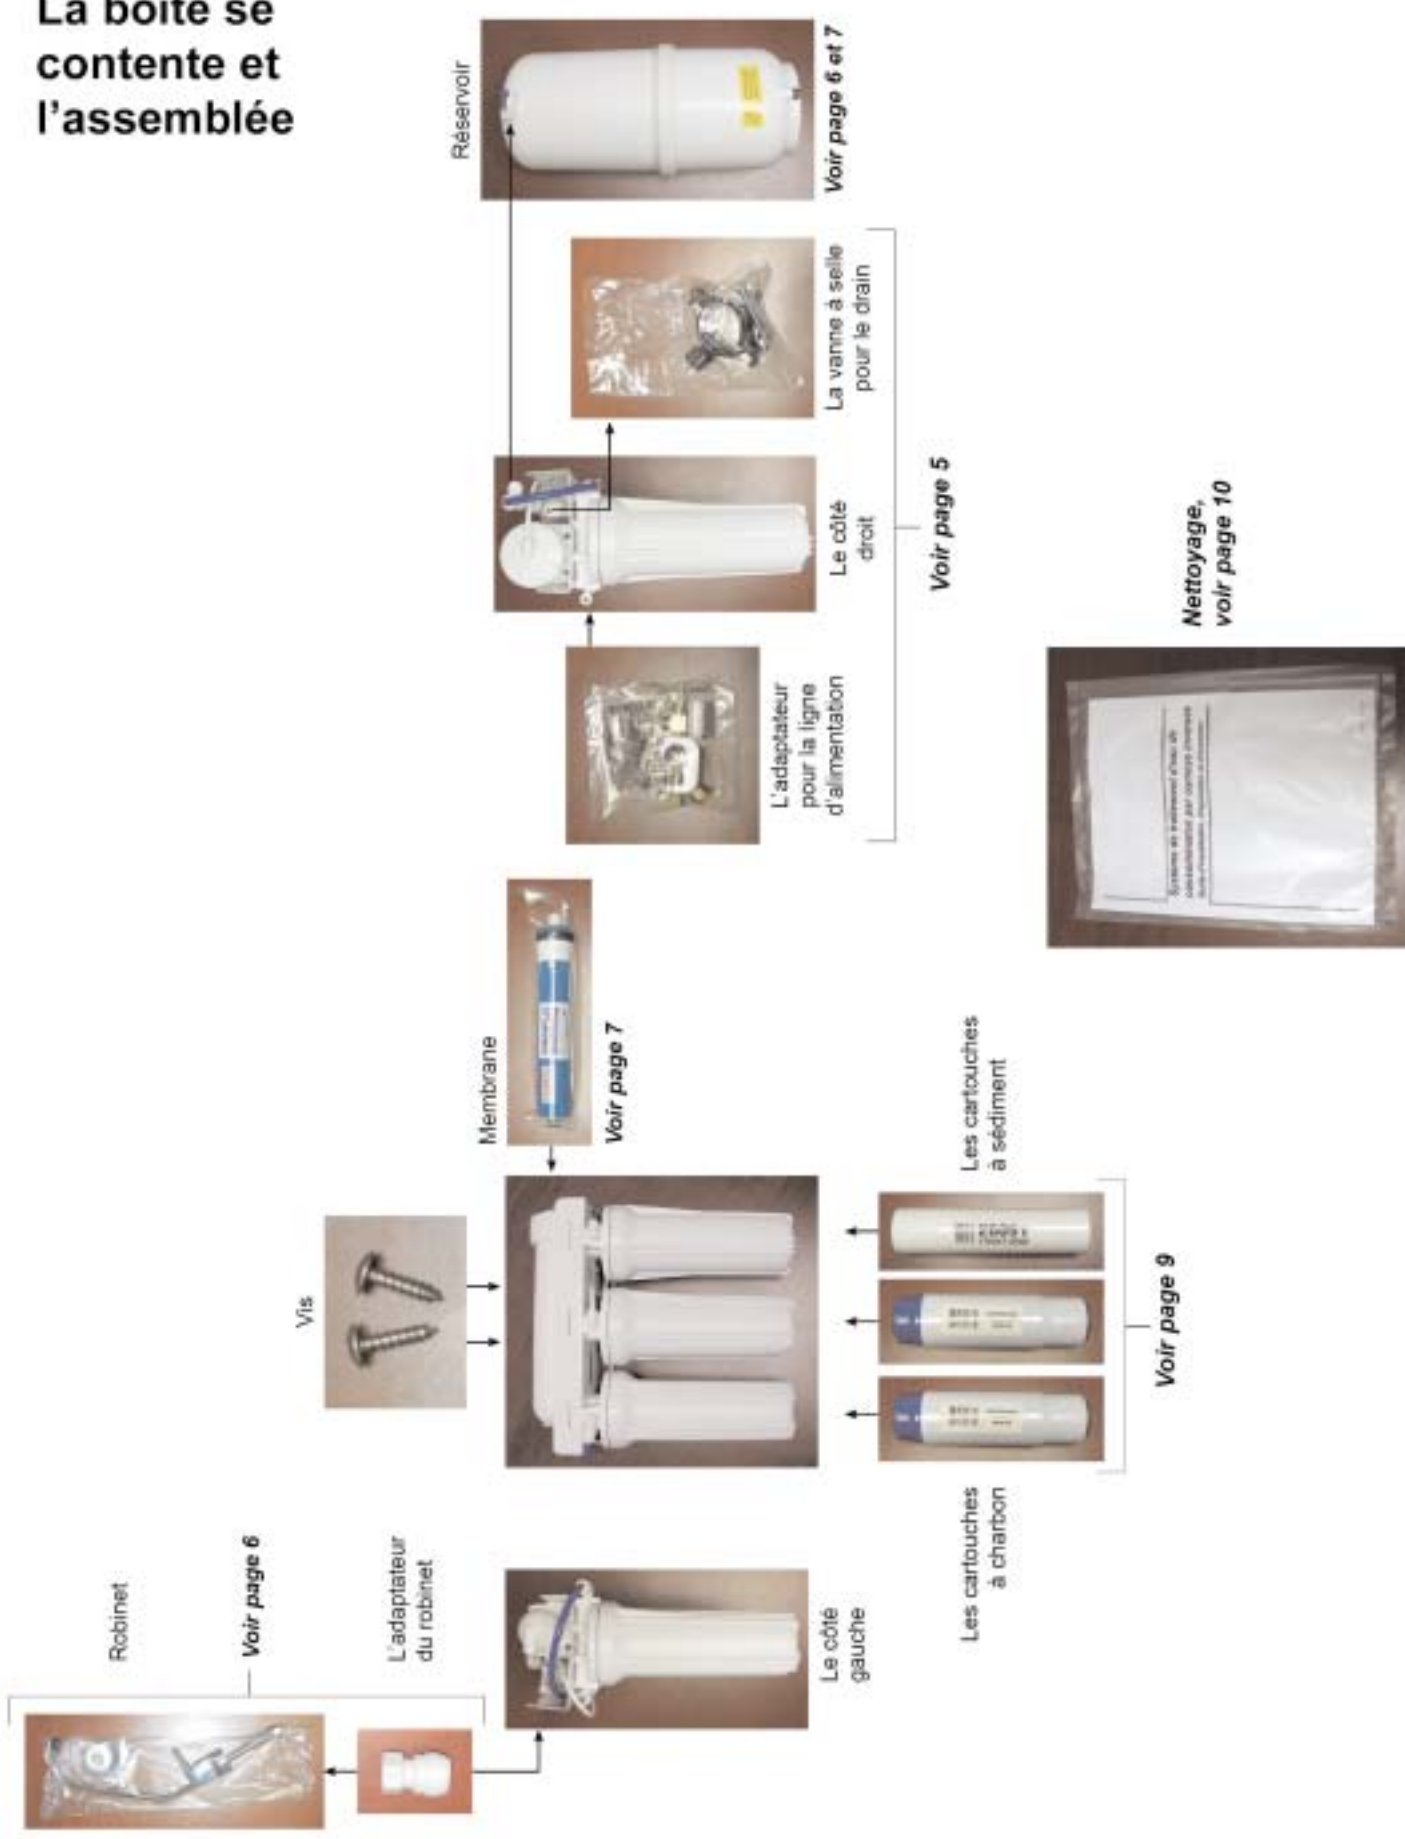 La boîte se
contente et
l'assemblée
Robinet
Voir page 6
L'adaptateur
du robinet
Le côté
gauche
Vis
Membrane
Voir page 7
Les cartouches
à charbon
Les cartouches
à sédiment
Voir page 9
L'adaptateur
pour la ligne
d'alimentation
Le côté
droit
La vanne à selle
pour le drain
Voir page 5
Réservoir
Voir page 6 et 7
Nettoyage,
voir page 10